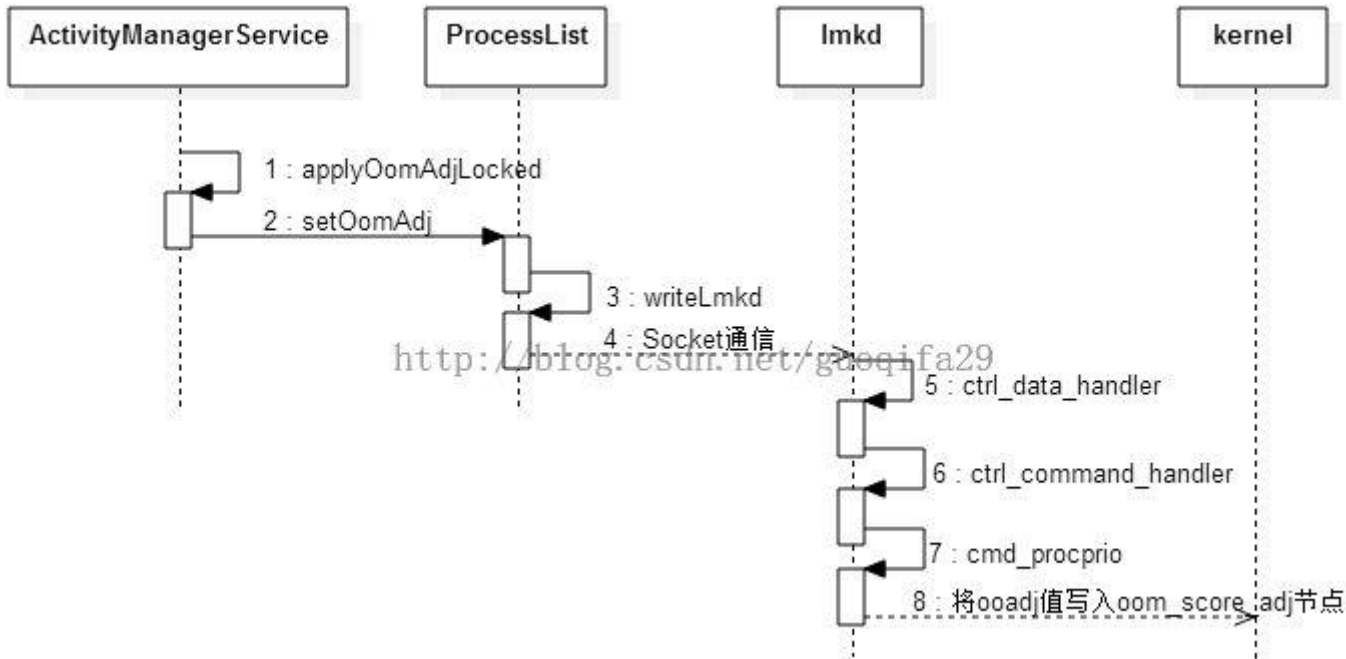 ActivityManagerService
ProcessList
lmkd
kernel
1 : applyOomAdjLocked
2 : setOomAdj
3 : writeLmkd
4 : Socket通信
http://blog.csdn.net/gaoqifa29
5 : ctrl_data_handler
6 : ctrl_command_handler
7 : cmd_procprio
8 : 将ooadj值写入oom_score_adj节点